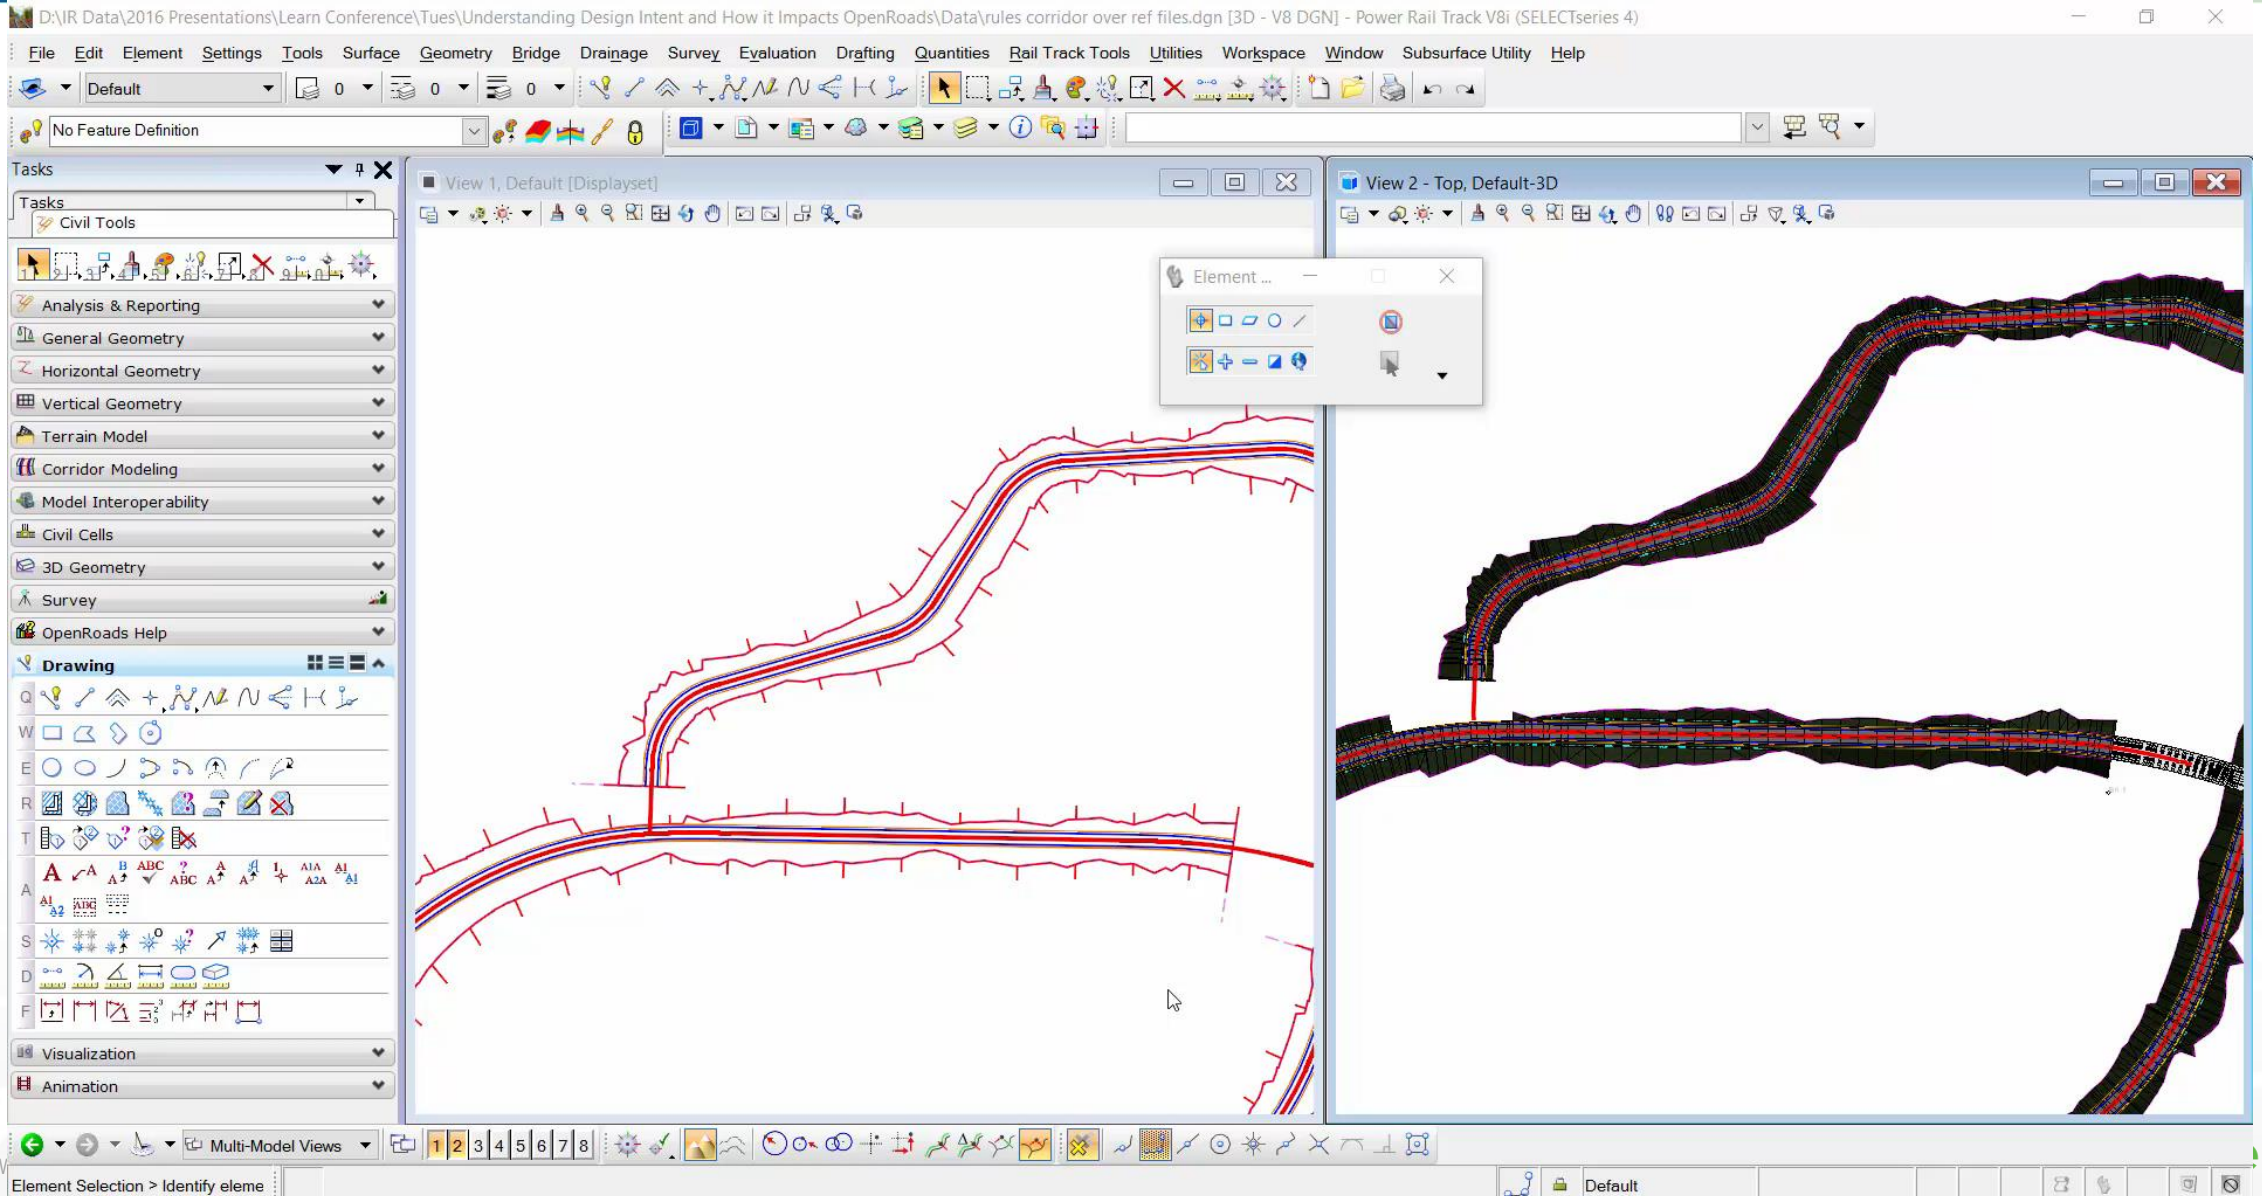 D:\IR Data\2016 Presentations\Learn Conference\Tues\Understanding Design Intent and How it Impacts OpenRoads\Data\rules corridor over ref files.dgn [3D - V8 DGN] - Power Rail Track V8i (SELECTseries 4)
File Edit Element Settings Tools Surface Geometry Bridge Drainage Survey Evaluation Drafting Quantities Rail Track Tools Utilities Workspace Window Subsurface Utility Help
Default 0 0 0
No Feature Definition
Tasks
Tasks
Civil Tools
View 1, Default [Displayset]
View 2 - Top, Default-3D
Element ...
Analysis & Reporting
General Geometry
Horizontal Geometry
Vertical Geometry
Terrain Model
Corridor Modeling
Model Interoperability
Civil Cells
3D Geometry
Survey
OpenRoads Help
Drawing
Q
W
E
R
T
A
S
D
F
Visualization
Animation
Multi-Model Views 1 2 3 4 5 6 7 8
Element Selection > Identify eleme
Default